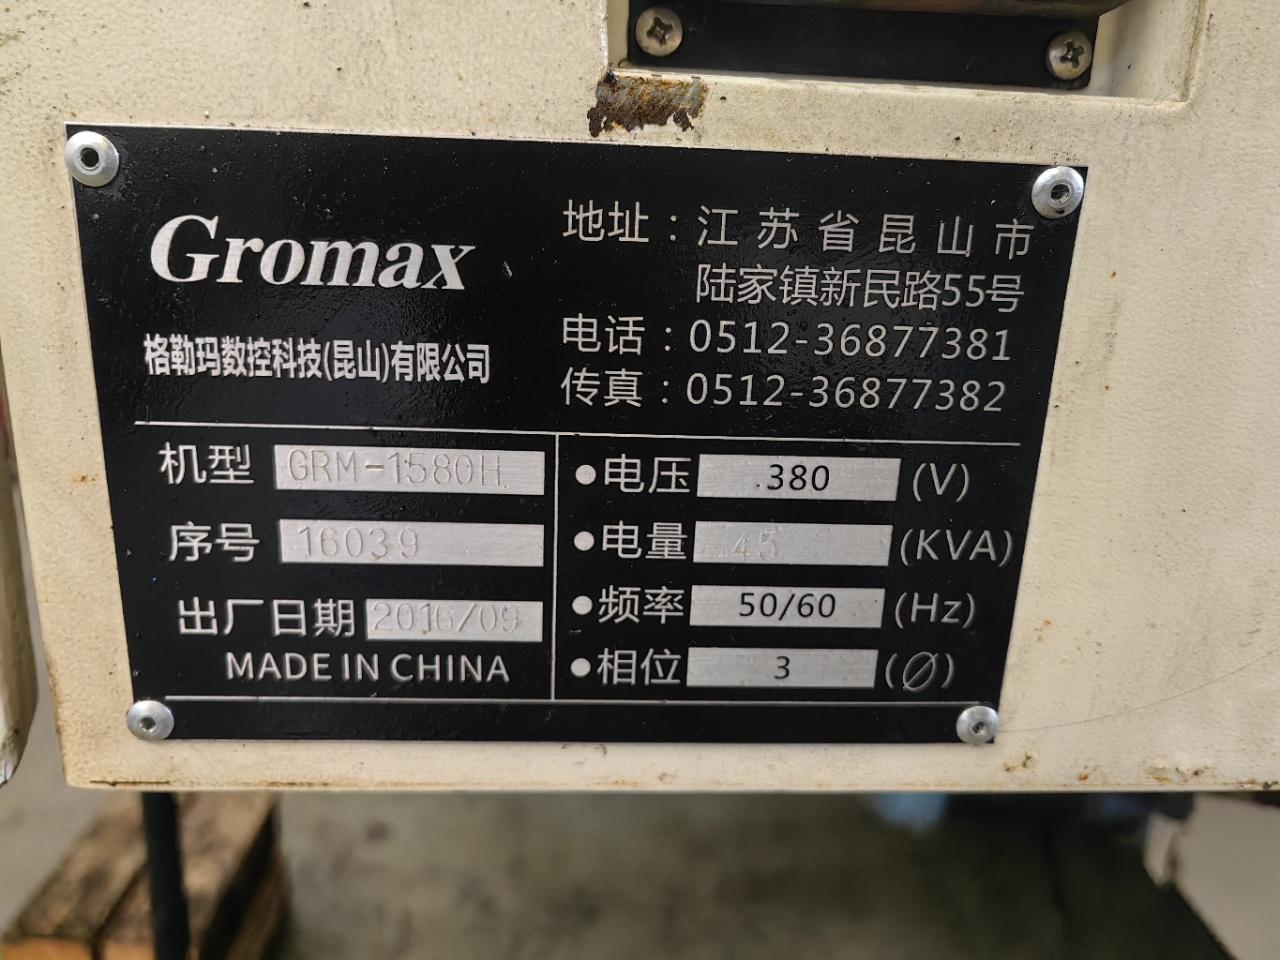 Gromax
格勒玛数控科技(昆山)有限公司
地址：江苏省昆山市
陆家镇新民路55号
电话：0512-36877381
传真：0512-36877382
机型 GRM-1580H
序号 16039
出厂日期 2016/09
MADE IN CHINA
●电压 .380 (V)
●电量 45 (KVA)
●频率 50/60 (Hz)
●相位 3 (Ø)